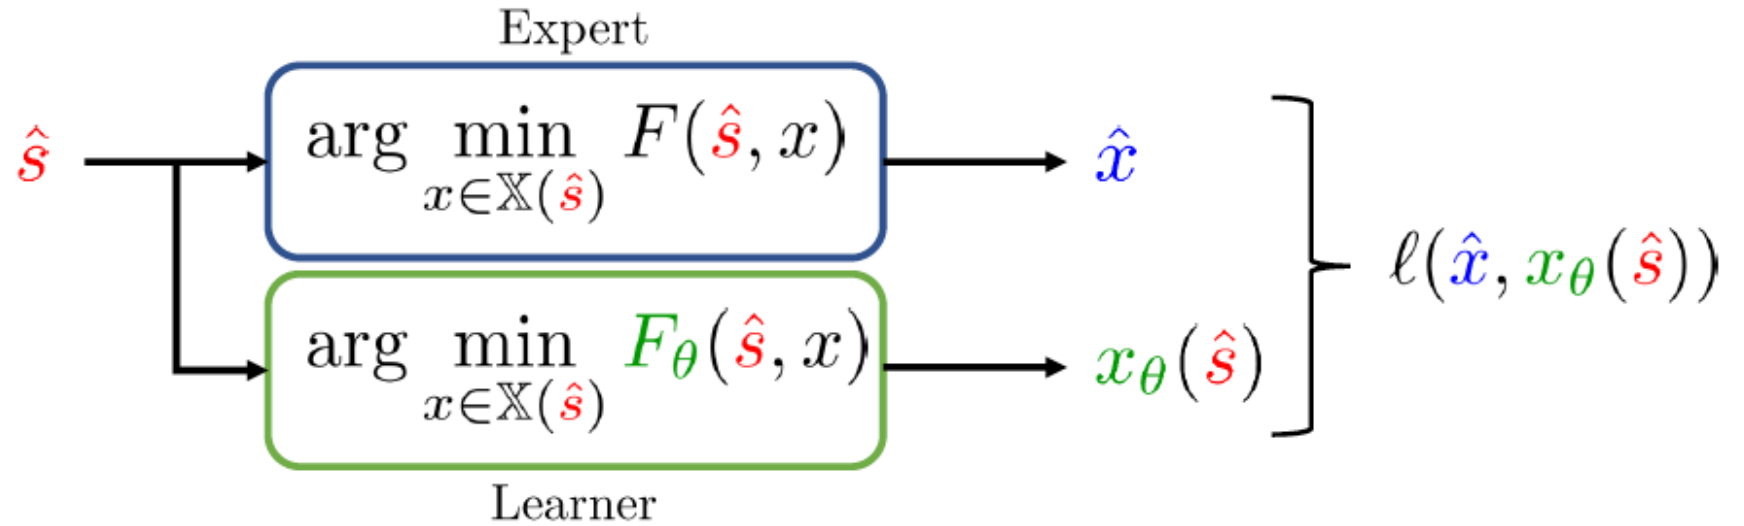 Expert
ŝ
arg min F(ŝ, x)
x∈𝕏(ŝ)
x̂
ℓ(x̂, x_θ(ŝ))
arg min F_θ(ŝ, x)
x∈𝕏(ŝ)
x_θ(ŝ)
Learner